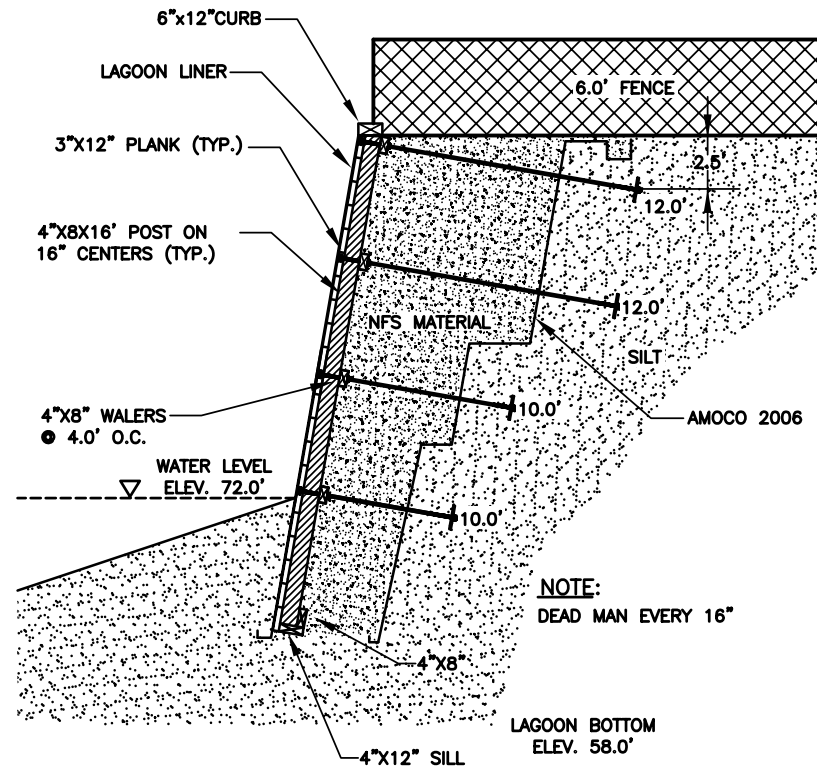 6"x12"CURB
LAGOON LINER
6.0' FENCE
3"X12" PLANK (TYP.)
2.5'
12.0'
4"X8X16' POST ON
16" CENTERS (TYP.)
12.0'
NFS MATERIAL
SILT
10.0'
AMOCO 2006
4"X8" WALERS
@ 4.0' O.C.
WATER LEVEL
ELEV. 72.0'
10.0'
NOTE:
DEAD MAN EVERY 16"
4"X8"
LAGOON BOTTOM
ELEV. 58.0'
4"X12" SILL